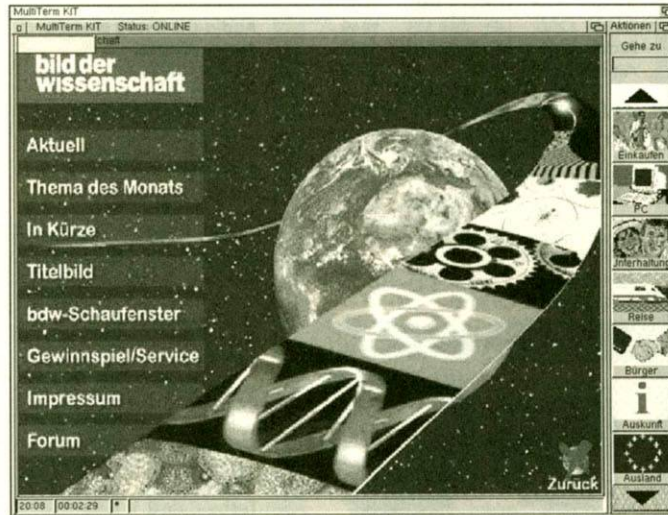 MultiTerm KIT
MultiTerm KIT Status: ONLINE
bild der
wissenschaft
Aktuell
Thema des Monats
In Kürze
Titelbild
bdw-Schaufenster
Gewinnspiel/Service
Impressum
Forum
Zurück
20:08 00:02:29 *
Aktionen
Gehe zu
Einkaufen
PC
Unterhaltung
Reise
Bürger
i
Auskunft
Ausland